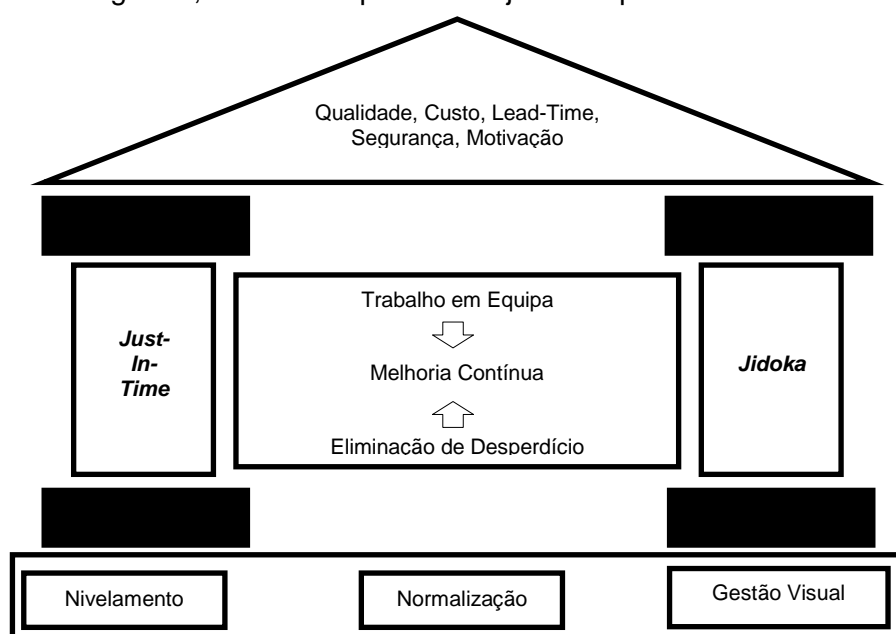 Qualidade, Custo, Lead-Time,
Segurança, Motivação
Just-
In-
Time
Trabalho em Equipa
Melhoria Contínua
Eliminação de Desperdício
Jidoka
Nivelamento
Normalização
Gestão Visual